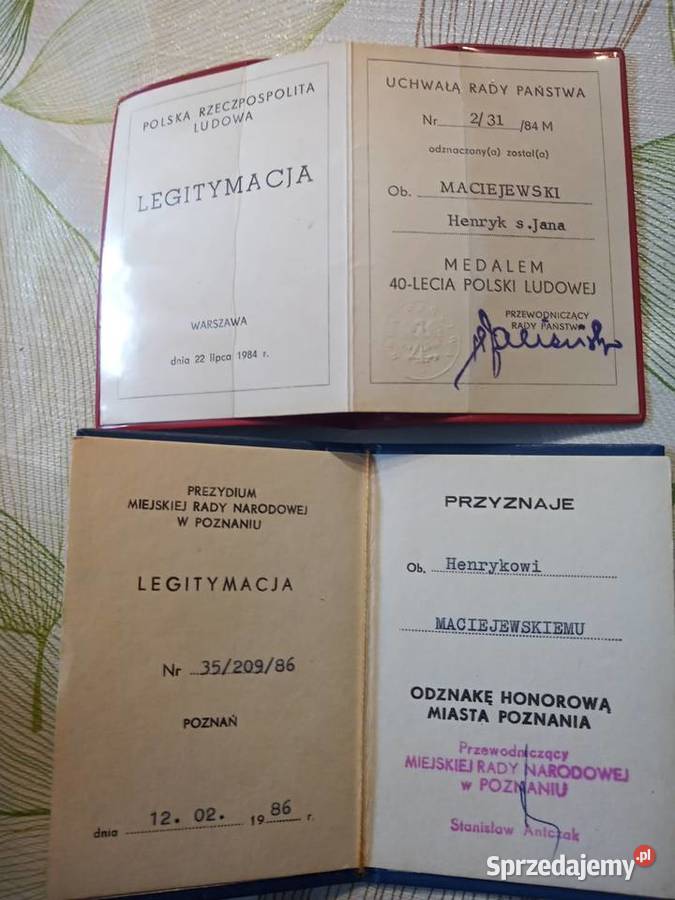 POLSKA RZECZPOSPOLITA
LUDOWA
LEGITYMACJA
WARSZAWA
dnia 22 lipca 1984 r.
UCHWAŁĄ RADY PAŃSTWA
Nr 2/31 /84 M
odznaczony(a) został(a)
Ob. MACIEJEWSKI
Henryk s.Jana
MEDALEM
40-LECIA POLSKI LUDOWEJ
PRZEWODNICZĄCY
RADY PAŃSTWA
PREZYDIUM
MIEJSKIEJ RADY NARODOWEJ
W POZNANIU
LEGITYMACJA
Nr 35/209/86
POZNAŃ
dnia 12. 02. 1986 r.
PRZYZNAJE
Ob. Henrykowi
MACIEJEWSKIEMU
ODZNAKĘ HONOROWĄ
MIASTA POZNANIA
Przewodniczący
MIEJSKIEJ RADY NARODOWEJ
w POZNANIU
Stanisław Antczak
Sprzedajemy.pl